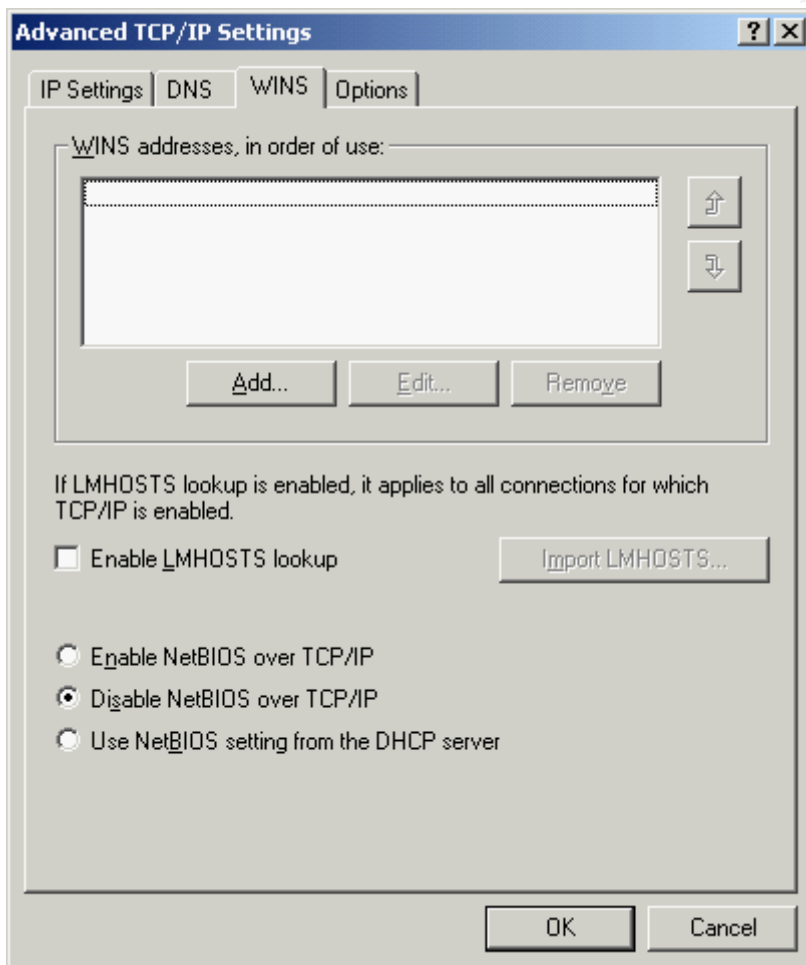 Advanced TCP/IP Settings
IP Settings DNS WINS Options
WINS addresses, in order of use:
Add... Edit... Remove
If LMHOSTS lookup is enabled, it applies to all connections for which
TCP/IP is enabled.
Enable LMHOSTS lookup Import LMHOSTS...
Enable NetBIOS over TCP/IP
Disable NetBIOS over TCP/IP
Use NetBIOS setting from the DHCP server
OK Cancel